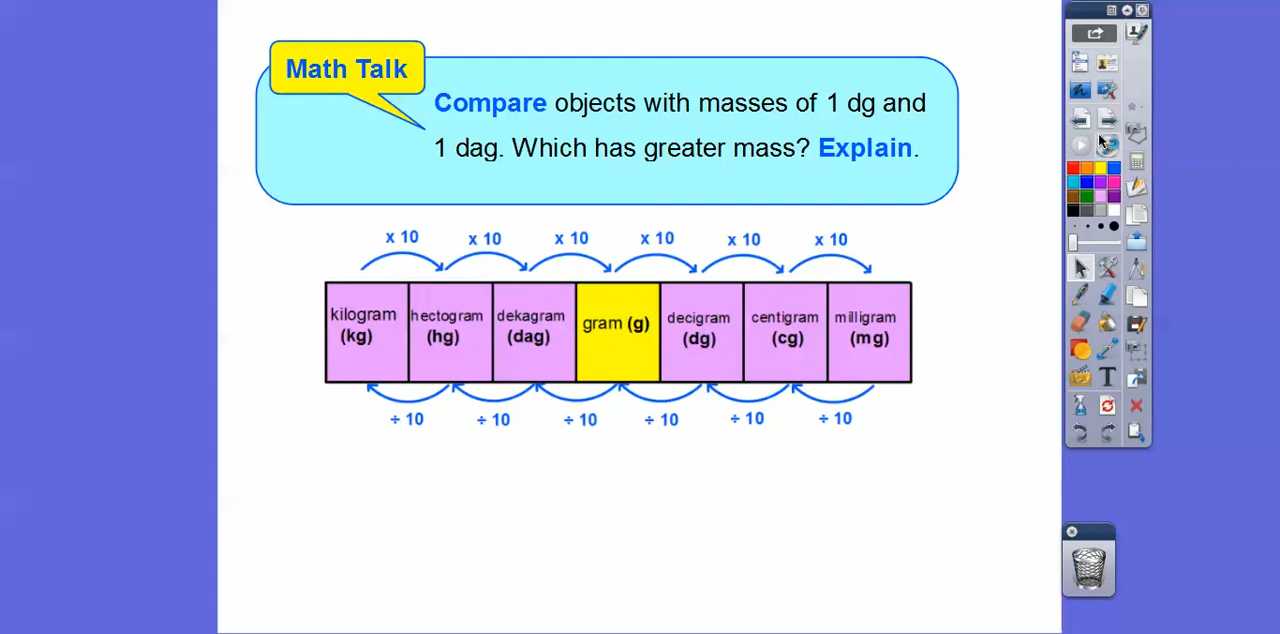 Math Talk
Compare objects with masses of 1 dg and
1 dag. Which has greater mass? Explain.
x 10 x 10 x 10 x 10 x 10 x 10
kilogram hectogram dekagram gram (g) decigram centigram milligram
(kg) (hg) (dag) (dg) (cg) (mg)
÷ 10 ÷ 10 ÷ 10 ÷ 10 ÷ 10 ÷ 10
T